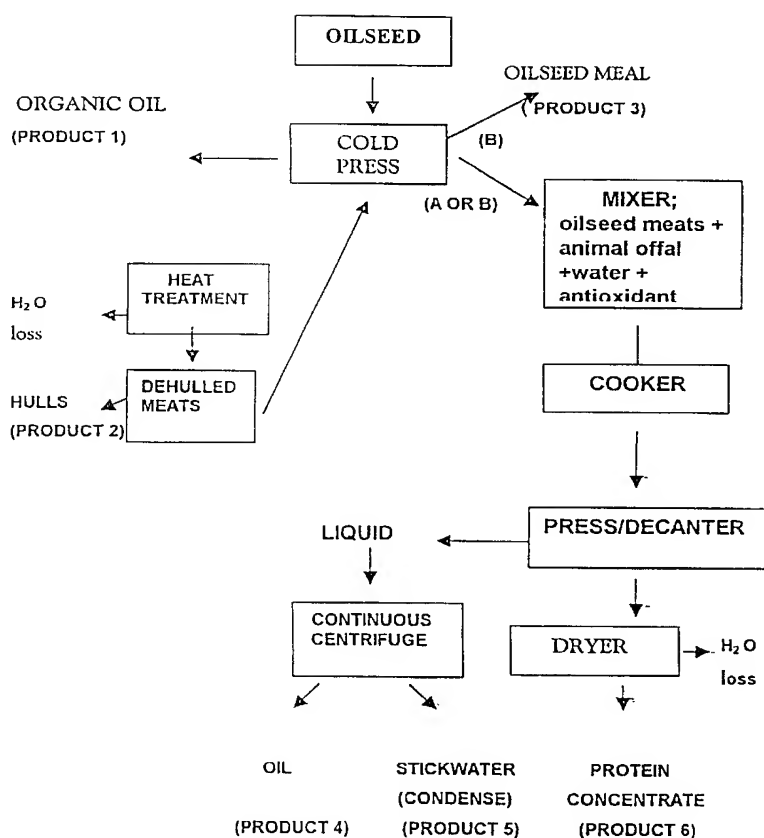 OILSEED
OILSEED MEAL
( PRODUCT 3)
ORGANIC OIL
(PRODUCT 1)
COLD
PRESS
(B)
(A OR B)
MIXER;
oilseed meats +
animal offal
+water +
antioxidant
HEAT
TREATMENT
H₂ O
loss
DEHULLED
MEATS
HULLS
(PRODUCT 2)
COOKER
PRESS/DECANTER
LIQUID
CONTINUOUS
CENTRIFUGE
DRYER
H₂ O
loss
OIL
(PRODUCT 4)
STICKWATER
(CONDENSE)
(PRODUCT 5)
PROTEIN
CONCENTRATE
(PRODUCT 6)